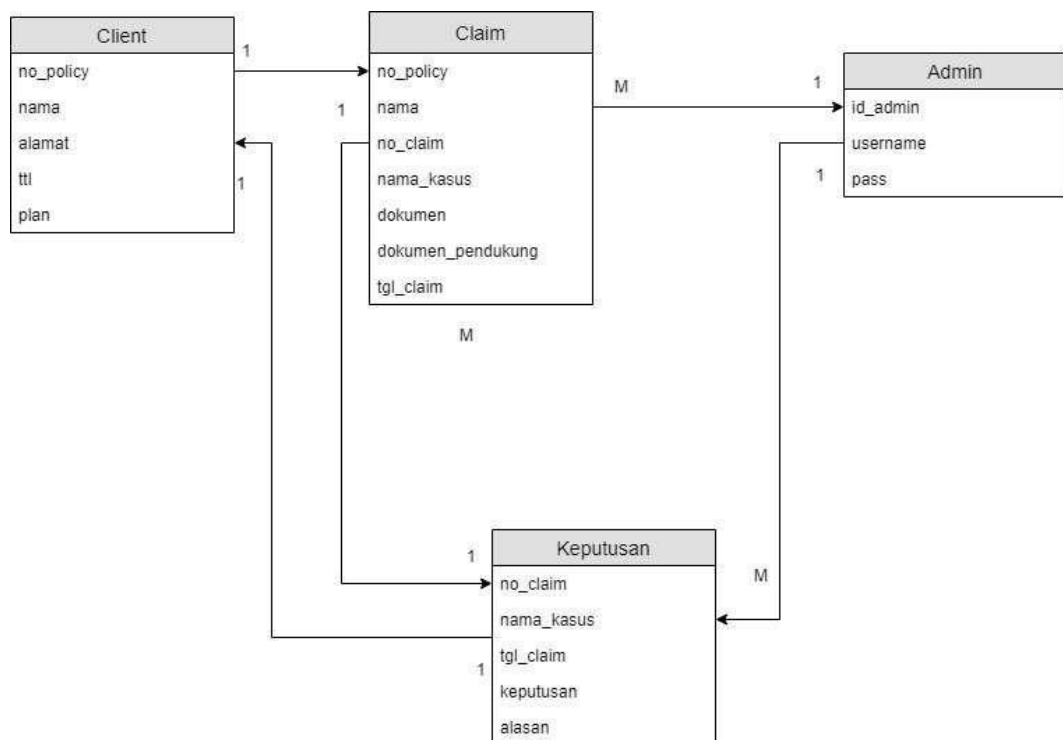 Client
no_policy
nama
alamat
ttl
plan
1
1
Claim
no_policy
nama
no_claim
nama_kasus
dokumen
dokumen_pendukung
tgl_claim
1
M
M
1
Admin
id_admin
username
pass
1
Keputusan
no_claim
nama_kasus
tgl_claim
keputusan
alasan
1
1
M